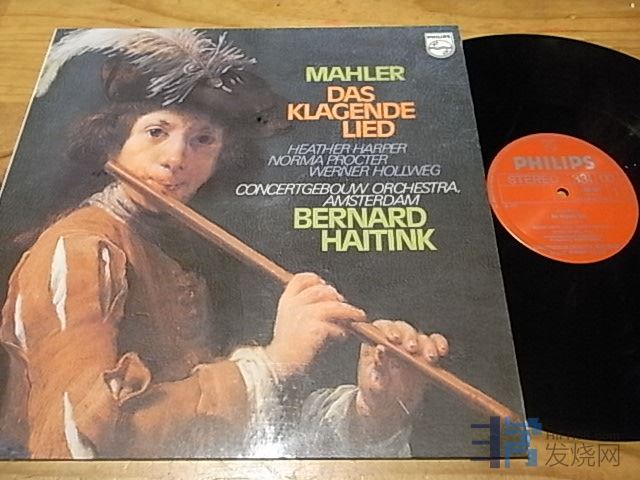 PHILIPS
MAHLER
DAS
KLAGENDE
LIED
HEATHER HARPER
NORMA PROCTER
WERNER HOLLWEG
CONCERTGEBOUW ORCHESTRA,
AMSTERDAM
BERNARD
HAITINK
PHILIPS
STEREO 33
发烧网